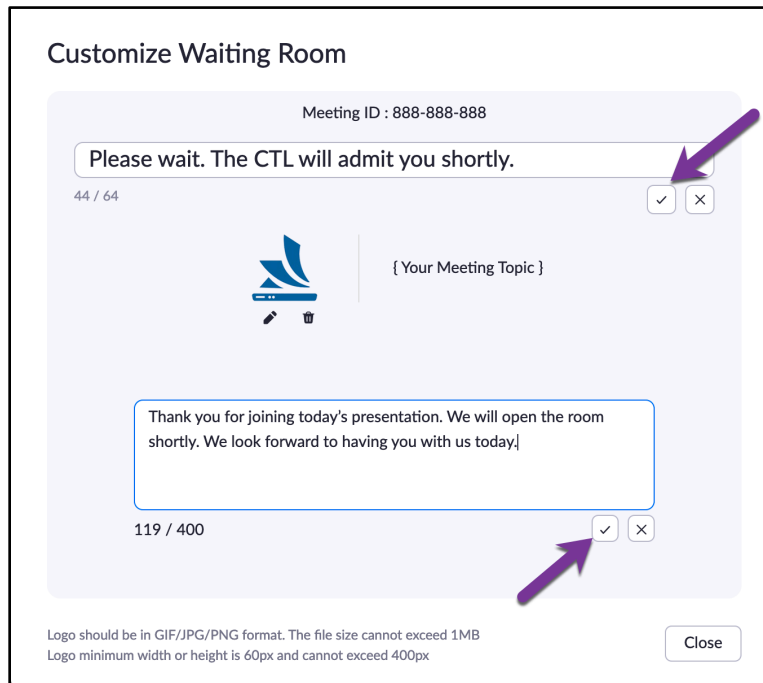 Customize Waiting Room
Meeting ID : 888-888-888
Please wait. The CTL will admit you shortly.
44 / 64
{ Your Meeting Topic }
Thank you for joining today’s presentation. We will open the room
shortly. We look forward to having you with us today.
119 / 400
Logo should be in GIF/JPG/PNG format. The file size cannot exceed 1MB
Logo minimum width or height is 60px and cannot exceed 400px
Close